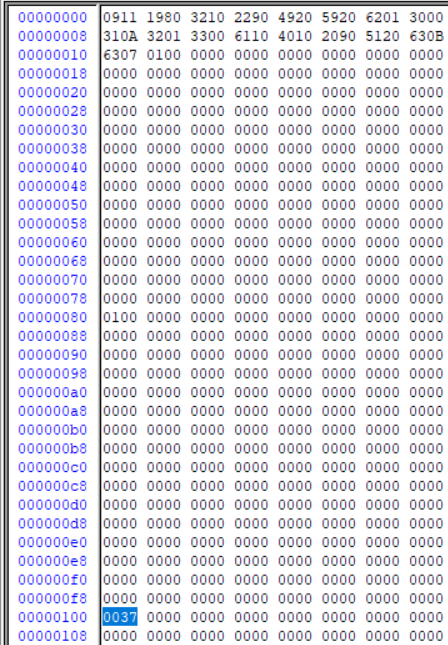 00000000 0911 1980 3210 2290 4920 5920 6201 3000
00000008 310A 3201 3300 6110 4010 2090 5120 630B
00000010 6307 0100 0000 0000 0000 0000 0000 0000
00000018 0000 0000 0000 0000 0000 0000 0000 0000
00000020 0000 0000 0000 0000 0000 0000 0000 0000
00000028 0000 0000 0000 0000 0000 0000 0000 0000
00000030 0000 0000 0000 0000 0000 0000 0000 0000
00000038 0000 0000 0000 0000 0000 0000 0000 0000
00000040 0000 0000 0000 0000 0000 0000 0000 0000
00000048 0000 0000 0000 0000 0000 0000 0000 0000
00000050 0000 0000 0000 0000 0000 0000 0000 0000
00000058 0000 0000 0000 0000 0000 0000 0000 0000
00000060 0000 0000 0000 0000 0000 0000 0000 0000
00000068 0000 0000 0000 0000 0000 0000 0000 0000
00000070 0000 0000 0000 0000 0000 0000 0000 0000
00000078 0000 0000 0000 0000 0000 0000 0000 0000
00000080 0100 0000 0000 0000 0000 0000 0000 0000
00000088 0000 0000 0000 0000 0000 0000 0000 0000
00000090 0000 0000 0000 0000 0000 0000 0000 0000
00000098 0000 0000 0000 0000 0000 0000 0000 0000
000000a0 0000 0000 0000 0000 0000 0000 0000 0000
000000a8 0000 0000 0000 0000 0000 0000 0000 0000
000000b0 0000 0000 0000 0000 0000 0000 0000 0000
000000b8 0000 0000 0000 0000 0000 0000 0000 0000
000000c0 0000 0000 0000 0000 0000 0000 0000 0000
000000c8 0000 0000 0000 0000 0000 0000 0000 0000
000000d0 0000 0000 0000 0000 0000 0000 0000 0000
000000d8 0000 0000 0000 0000 0000 0000 0000 0000
000000e0 0000 0000 0000 0000 0000 0000 0000 0000
000000e8 0000 0000 0000 0000 0000 0000 0000 0000
000000f0 0000 0000 0000 0000 0000 0000 0000 0000
000000f8 0000 0000 0000 0000 0000 0000 0000 0000
00000100 0037 0000 0000 0000 0000 0000 0000 0000
00000108 0000 0000 0000 0000 0000 0000 0000 0000